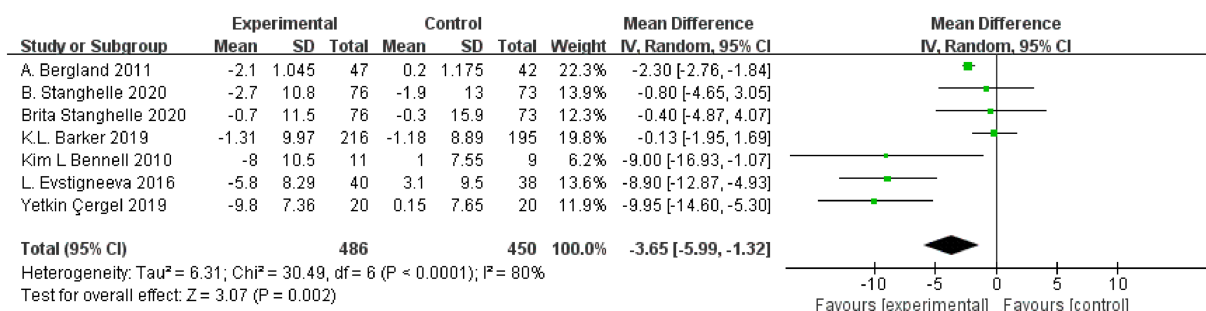 Experimental Control Mean Difference Mean Difference
Study or Subgroup Mean SD Total Mean SD Total Weight IV, Random, 95% CI IV, Random, 95% CI
A. Bergland 2011 -2.1 1.045 47 0.2 1.175 42 22.3% -2.30 [-2.76, -1.84]
B. Stanghelle 2020 -2.7 10.8 76 -1.9 13 73 13.9% -0.80 [-4.65, 3.05]
Brita Stanghelle 2020 -0.7 11.5 76 -0.3 15.9 73 12.3% -0.40 [-4.87, 4.07]
K.L. Barker 2019 -1.31 9.97 216 -1.18 8.89 195 19.8% -0.13 [-1.95, 1.69]
Kim L Bennell 2010 -8 10.5 11 1 7.55 9 6.2% -9.00 [-16.93, -1.07]
L. Evstigneeva 2016 -5.8 8.29 40 3.1 9.5 38 13.6% -8.90 [-12.87, -4.93]
Yetkin Çergel 2019 -9.8 7.36 20 0.15 7.65 20 11.9% -9.95 [-14.60, -5.30]
Total (95% CI) 486 450 100.0% -3.65 [-5.99, -1.32]
Heterogeneity: Tau² = 6.31; Chi² = 30.49, df = 6 (P < 0.0001); I² = 80%
Test for overall effect: Z = 3.07 (P = 0.002)
-10 -5 0 5 10
Favours [experimental] Favours [control]